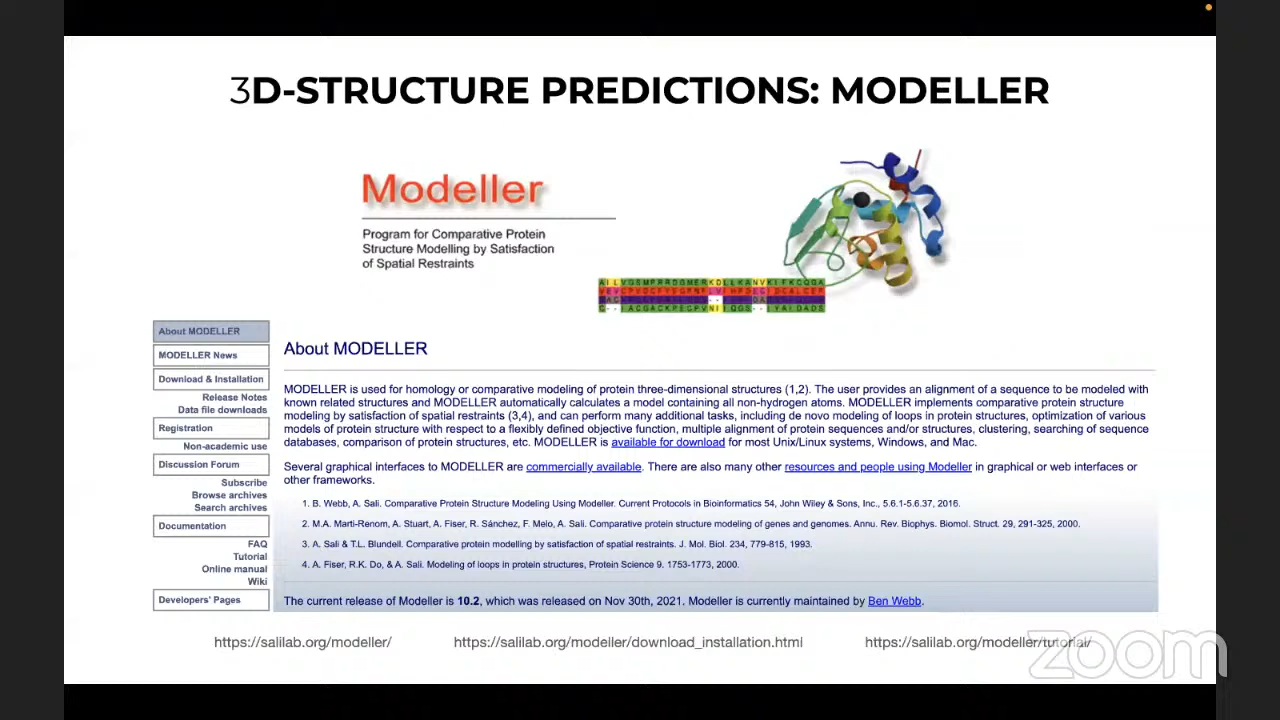 3D-STRUCTURE PREDICTIONS: MODELLER
Modeller
Program for Comparative Protein
Structure Modelling by Satisfaction
of Spatial Restraints
About MODELLER
MODELLER News
Download & Installation
Release Notes
Data file downloads
Registration
Non-academic use
Discussion Forum
Subscribe
Browse archives
Search archives
Documentation
FAQ
Tutorial
Online manual
Wiki
Developers' Pages
About MODELLER
MODELLER is used for homology or comparative modeling of protein three-dimensional structures (1,2). The user provides an alignment of a sequence to be modeled with
known related structures and MODELLER automatically calculates a model containing all non-hydrogen atoms. MODELLER implements comparative protein structure
modeling by satisfaction of spatial restraints (3,4), and can perform many additional tasks, including de novo modeling of loops in protein structures, optimization of various
models of protein structure with respect to a flexibly defined objective function, multiple alignment of protein sequences and/or structures, clustering, searching of sequence
databases, comparison of protein structures, etc. MODELLER is available for download for most Unix/Linux systems, Windows, and Mac.
Several graphical interfaces to MODELLER are commercially available. There are also many other resources and people using Modeller in graphical or web interfaces or
other frameworks.
1. B. Webb, A. Sali. Comparative Protein Structure Modeling Using Modeller. Current Protocols in Bioinformatics 54, John Wiley & Sons, Inc., 5.6.1-5.6.37, 2016.
2. M.A. Marti-Renom, A. Stuart, A. Fiser, R. Sánchez, F. Melo, A. Sali. Comparative protein structure modeling of genes and genomes. Annu. Rev. Biophys. Biomol. Struct. 29, 291-325, 2000.
3. A. Sali & T.L. Blundell. Comparative protein modelling by satisfaction of spatial restraints. J. Mol. Biol. 234, 779-815, 1993.
4. A. Fiser, R.K. Do, & A. Sali. Modeling of loops in protein structures, Protein Science 9. 1753-1773, 2000.
The current release of Modeller is 10.2, which was released on Nov 30th, 2021. Modeller is currently maintained by Ben Webb.
https://salilab.org/modeller/
https://salilab.org/modeller/download_installation.html
https://salilab.org/modeller/tutorial/
zoom